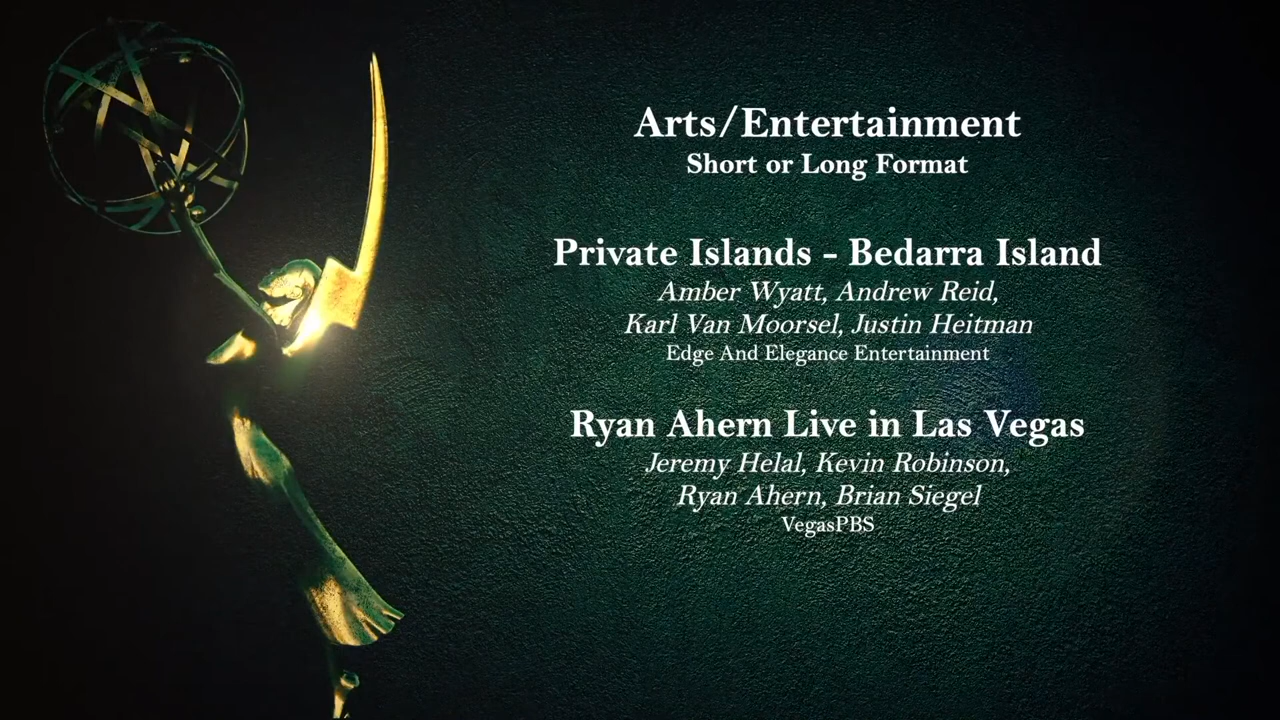 Arts/Entertainment
Short or Long Format
Private Islands - Bedarra Island
Amber Wyatt, Andrew Reid,
Karl Van Moorsel, Justin Heitman
Edge And Elegance Entertainment
Ryan Ahern Live in Las Vegas
Jeremy Helal, Kevin Robinson,
Ryan Ahern, Brian Siegel
VegasPBS